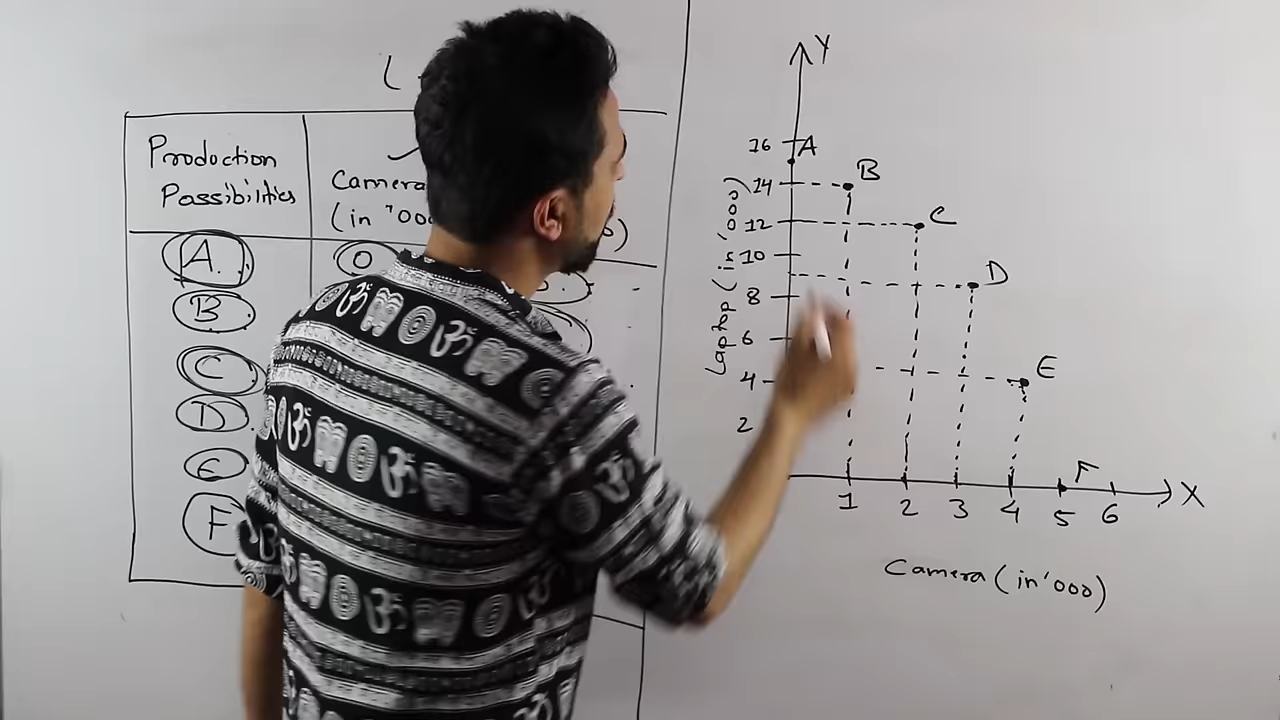 (
Production
Possibilities
Camera
(in '000
)
A.
0
B
C
D
E
F
Y
16
A
14
B
12
C
10
D
8
6
E
4
2
Laptop (in '000)
F
X
1 2 3 4 5 6
Camera (in '000)